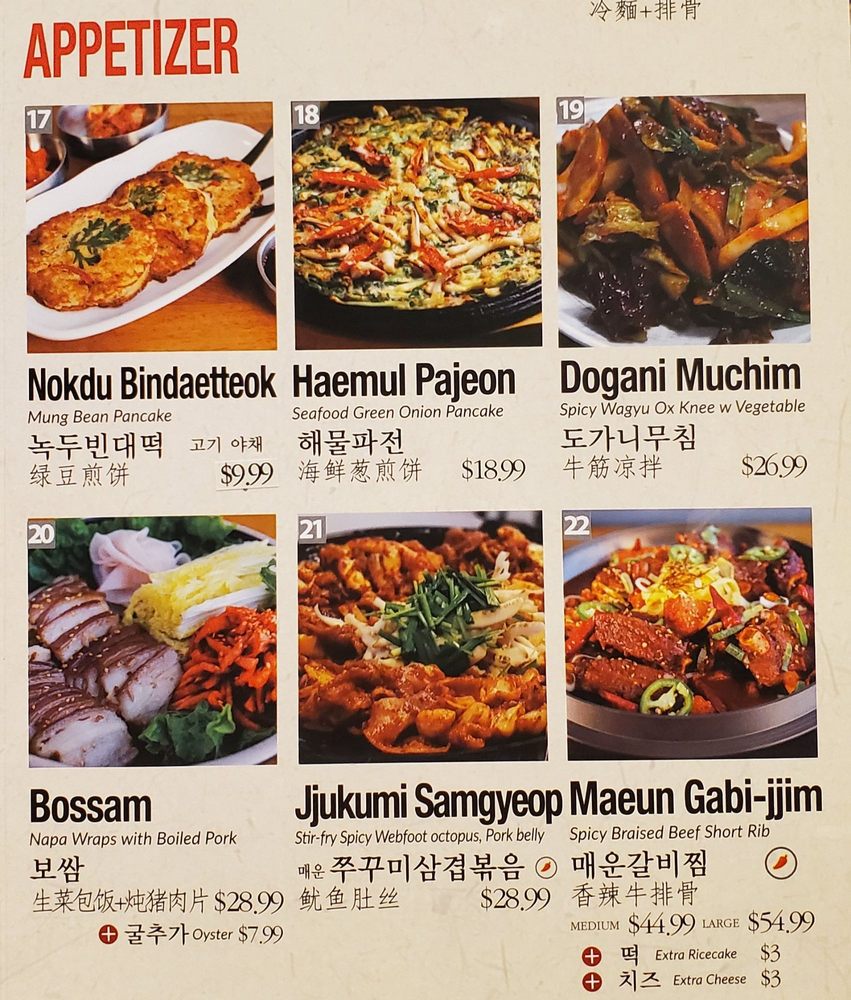 冷麵+排骨
APPETIZER
17
18
19
Nokdu Bindaetteok
Mung Bean Pancake
녹두빈대떡 고기 야채
绿豆煎饼 $9.99
Haemul Pajeon
Seafood Green Onion Pancake
해물파전
海鲜葱煎饼 $18.99
Dogani Muchim
Spicy Wagyu Ox Knee w Vegetable
도가니무침
牛筋凉拌 $26.99
20
21
22
Bossam
Napa Wraps with Boiled Pork
보쌈
生菜包饭+炖猪肉片 $28.99
굴추가 Oyster $7.99
Jjukumi Samgyeop
Stir-fry Spicy Webfoot octopus, Pork belly
매운 쭈꾸미삼겹볶음
鱿鱼肚丝 $28.99
Maeun Gabi-jjim
Spicy Braised Beef Short Rib
매운갈비찜
香辣牛排骨
MEDIUM $44.99 LARGE $54.99
떡 Extra Ricecake $3
치즈 Extra Cheese $3